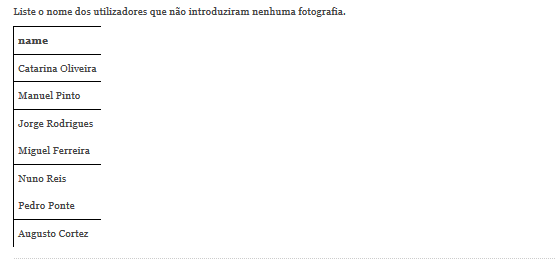 Liste o nome dos utilizadores que não introduziram nenhuma fotografia.
name
Catarina Oliveira
Manuel Pinto
Jorge Rodrigues
Miguel Ferreira
Nuno Reis
Pedro Ponte
Augusto Cortez